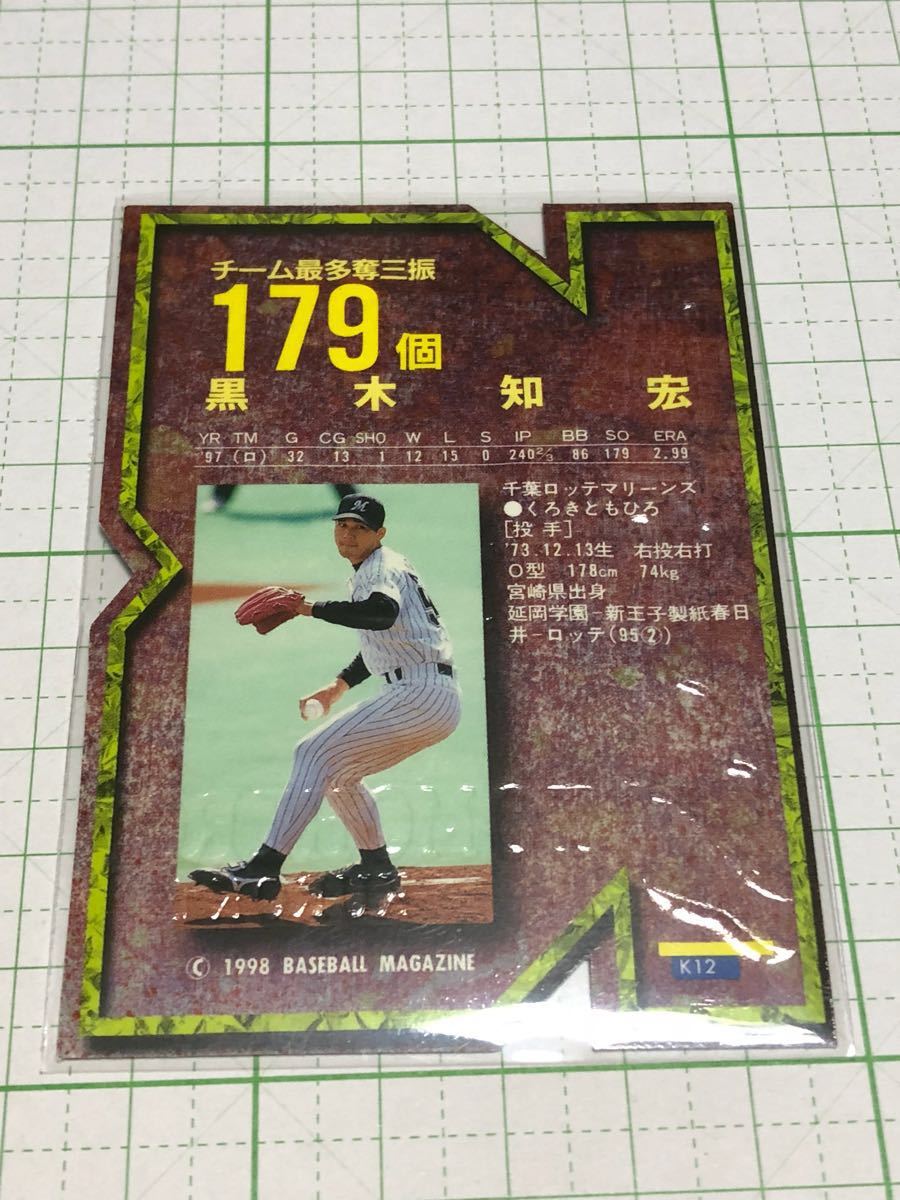 チーム最多奪三振
179個
黒木知宏
YR TM G CG SHO W L S IP BB SO ERA
'97 (ロ) 32 13 1 12 15 0 240 2/3 86 179 2.99
千葉ロッテマリーンズ
●くろきともひろ
[投手]
'73.12.13生 右投右打
O型 178cm 74kg
宮崎県出身
延岡学園-新王子製紙春日
井-ロッテ(95②)
© 1998 BASEBALL MAGAZINE
K12